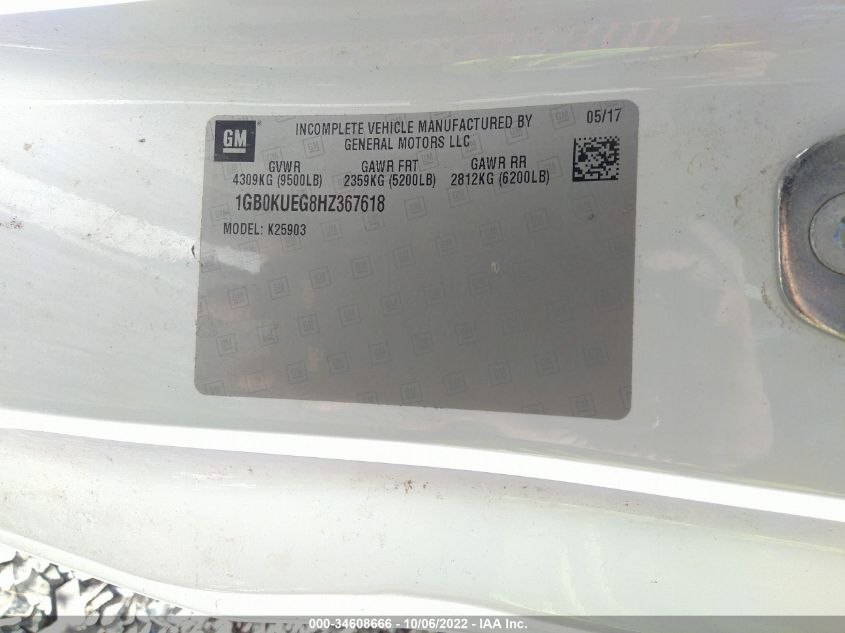 GM
INCOMPLETE VEHICLE MANUFACTURED BY
GENERAL MOTORS LLC
05/17
GVWR GAWR FRT GAWR RR
4309KG (9500LB) 2359KG (5200LB) 2812KG (6200LB)
1GB0KUEG8HZ367618
MODEL: K25903
000-34608666 - 10/06/2022 - IAA Inc.